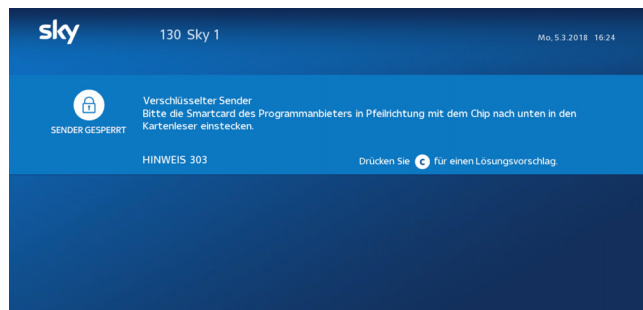 sky
130 Sky 1
Mo, 5.3.2018 16:24
Verschlüsselter Sender
Bitte die Smartcard des Programmanbieters in Pfeilrichtung mit dem Chip nach unten in den
Kartenleser einstecken.
SENDER GESPERRT
HINWEIS 303
Drücken Sie c für einen Lösungsvorschlag.